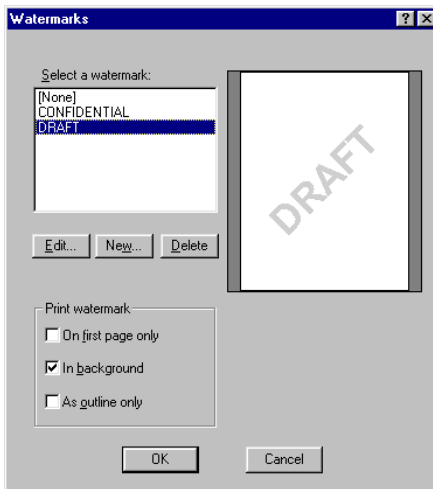 Watermarks
Select a watermark:
[None]
CONFIDENTIAL
DRAFT
DRAFT
Edit... New... Delete
Print watermark
On first page only
In background
As outline only
OK Cancel